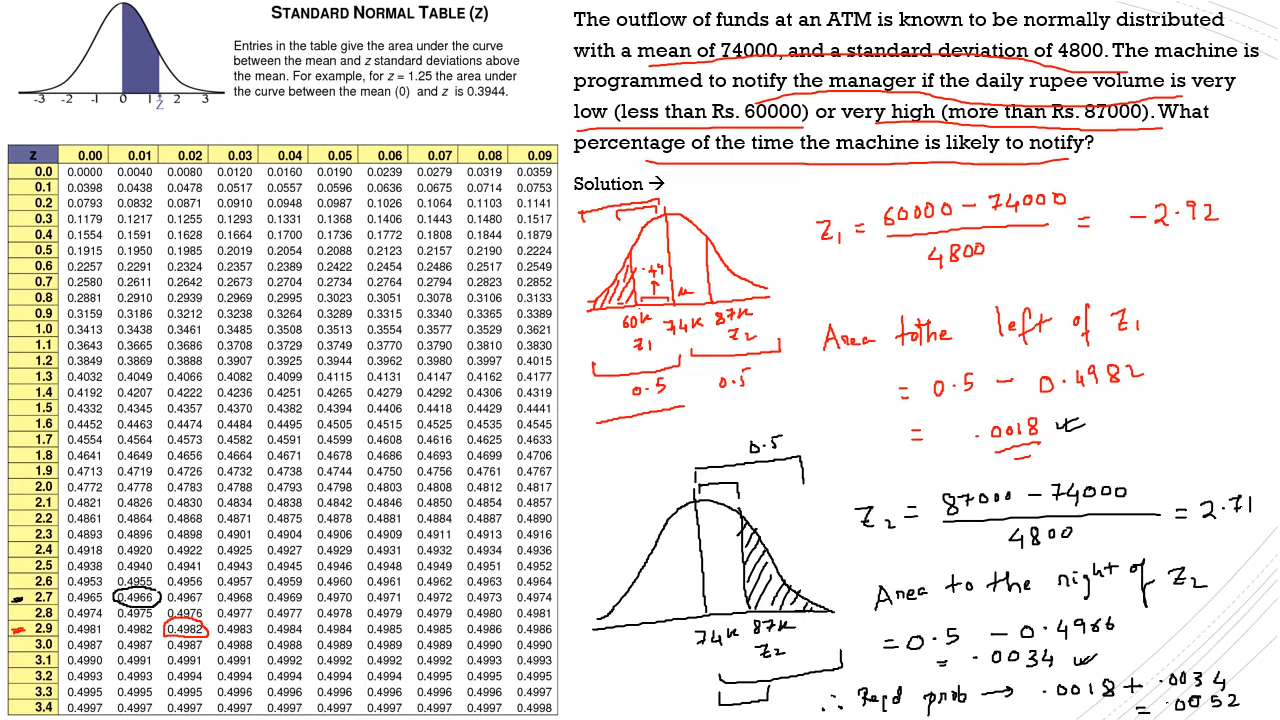 STANDARD NORMAL TABLE (Z)
Entries in the table give the area under the curve
between the mean and z standard deviations above
the mean. For example, for z = 1.25 the area under
the curve between the mean (0) and z is 0.3944.
-3 -2 -1 0 1 Z 2 3
z 0.00 0.01 0.02 0.03 0.04 0.05 0.06 0.07 0.08 0.09
0.0 0.0000 0.0040 0.0080 0.0120 0.0160 0.0190 0.0239 0.0279 0.0319 0.0359
0.1 0.0398 0.0438 0.0478 0.0517 0.0557 0.0596 0.0636 0.0675 0.0714 0.0753
0.2 0.0793 0.0832 0.0871 0.0910 0.0948 0.0987 0.1026 0.1064 0.1103 0.1141
0.3 0.1179 0.1217 0.1255 0.1293 0.1331 0.1368 0.1406 0.1443 0.1480 0.1517
0.4 0.1554 0.1591 0.1628 0.1664 0.1700 0.1736 0.1772 0.1808 0.1844 0.1879
0.5 0.1915 0.1950 0.1985 0.2019 0.2054 0.2088 0.2123 0.2157 0.2190 0.2224
0.6 0.2257 0.2291 0.2324 0.2357 0.2389 0.2422 0.2454 0.2486 0.2517 0.2549
0.7 0.2580 0.2611 0.2642 0.2673 0.2704 0.2734 0.2764 0.2794 0.2823 0.2852
0.8 0.2881 0.2910 0.2939 0.2969 0.2995 0.3023 0.3051 0.3078 0.3106 0.3133
0.9 0.3159 0.3186 0.3212 0.3238 0.3264 0.3289 0.3315 0.3340 0.3365 0.3389
1.0 0.3413 0.3438 0.3461 0.3485 0.3508 0.3513 0.3554 0.3577 0.3529 0.3621
1.1 0.3643 0.3665 0.3686 0.3708 0.3729 0.3749 0.3770 0.3790 0.3810 0.3830
1.2 0.3849 0.3869 0.3888 0.3907 0.3925 0.3944 0.3962 0.3980 0.3997 0.4015
1.3 0.4032 0.4049 0.4066 0.4082 0.4099 0.4115 0.4131 0.4147 0.4162 0.4177
1.4 0.4192 0.4207 0.4222 0.4236 0.4251 0.4265 0.4279 0.4292 0.4306 0.4319
1.5 0.4332 0.4345 0.4357 0.4370 0.4382 0.4394 0.4406 0.4418 0.4429 0.4441
1.6 0.4452 0.4463 0.4474 0.4484 0.4495 0.4505 0.4515 0.4525 0.4535 0.4545
1.7 0.4554 0.4564 0.4573 0.4582 0.4591 0.4599 0.4608 0.4616 0.4625 0.4633
1.8 0.4641 0.4649 0.4656 0.4664 0.4671 0.4678 0.4686 0.4693 0.4699 0.4706
1.9 0.4713 0.4719 0.4726 0.4732 0.4738 0.4744 0.4750 0.4756 0.4761 0.4767
2.0 0.4772 0.4778 0.4783 0.4788 0.4793 0.4798 0.4803 0.4808 0.4812 0.4817
2.1 0.4821 0.4826 0.4830 0.4834 0.4838 0.4842 0.4846 0.4850 0.4854 0.4857
2.2 0.4861 0.4864 0.4868 0.4871 0.4875 0.4878 0.4881 0.4884 0.4887 0.4890
2.3 0.4893 0.4896 0.4898 0.4901 0.4904 0.4906 0.4909 0.4911 0.4913 0.4916
2.4 0.4918 0.4920 0.4922 0.4925 0.4927 0.4929 0.4931 0.4932 0.4934 0.4936
2.5 0.4938 0.4940 0.4941 0.4943 0.4945 0.4946 0.4948 0.4949 0.4951 0.4952
2.6 0.4953 0.4955 0.4956 0.4957 0.4959 0.4960 0.4961 0.4962 0.4963 0.4964
2.7 0.4965 0.4966 0.4967 0.4968 0.4969 0.4970 0.4971 0.4972 0.4973 0.4974
2.8 0.4974 0.4975 0.4976 0.4977 0.4977 0.4978 0.4979 0.4979 0.4980 0.4981
2.9 0.4981 0.4982 0.4982 0.4983 0.4984 0.4984 0.4985 0.4985 0.4986 0.4986
3.0 0.4987 0.4987 0.4987 0.4988 0.4988 0.4989 0.4989 0.4989 0.4990 0.4990
3.1 0.4990 0.4991 0.4991 0.4991 0.4992 0.4992 0.4992 0.4992 0.4993 0.4993
3.2 0.4993 0.4993 0.4994 0.4994 0.4994 0.4994 0.4994 0.4995 0.4995 0.4995
3.3 0.4995 0.4995 0.4995 0.4996 0.4996 0.4996 0.4996 0.4996 0.4996 0.4997
3.4 0.4997 0.4997 0.4997 0.4997 0.4997 0.4997 0.4997 0.4997 0.4997 0.4998
The outflow of funds at an ATM is known to be normally distributed
with a mean of 74000, and a standard deviation of 4800. The machine is
programmed to notify the manager if the daily rupee volume is very
low (less than Rs. 60000) or very high (more than Rs. 87000). What
percentage of the time the machine is likely to notify?
Solution →
Z1 = 60000 - 74000 / 4800 = -2.92
.49
μ
60K 74K 87K
Z1 Z2
0.5 0.5
Area to the left of Z1
= 0.5 - 0.4982
= .0018
0.5
74K 87K
Z2
Z2 = 87000 - 74000 / 4800 = 2.71
Area to the right of Z2
= 0.5 - 0.4966
= .0034
∴ Reqd prob → .0018 + .0034
= .0052